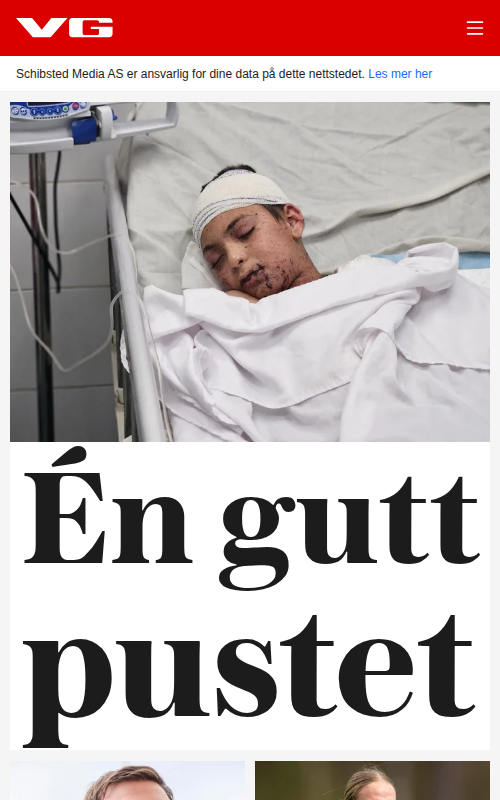 VG
Schibsted Media AS er ansvarlig for dine data på dette nettstedet. Les mer her
Én gutt
pustet